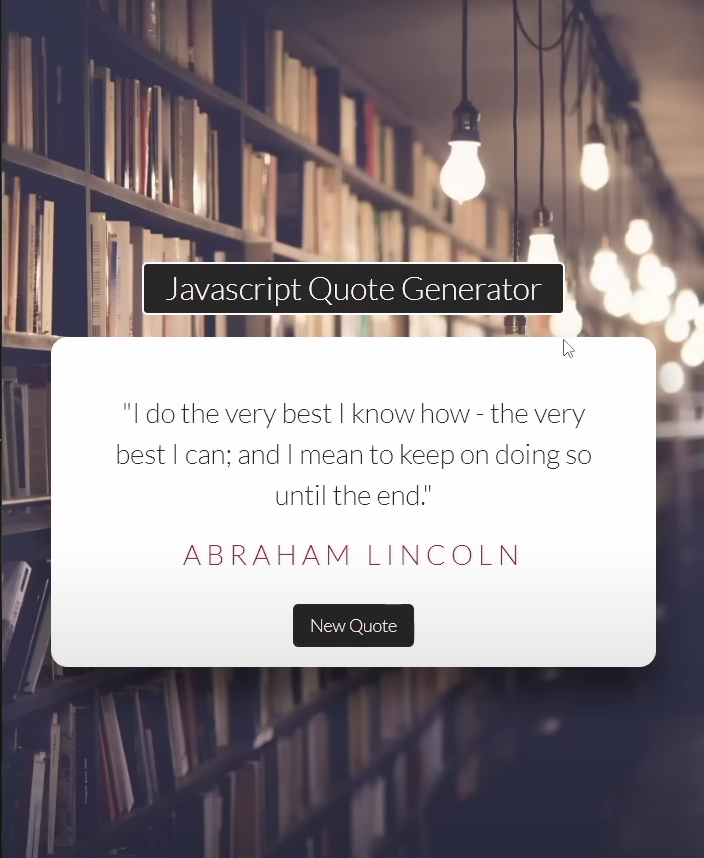 Javascript Quote Generator
"I do the very best I know how - the very
best I can; and I mean to keep on doing so
until the end."
ABRAHAM LINCOLN
New Quote